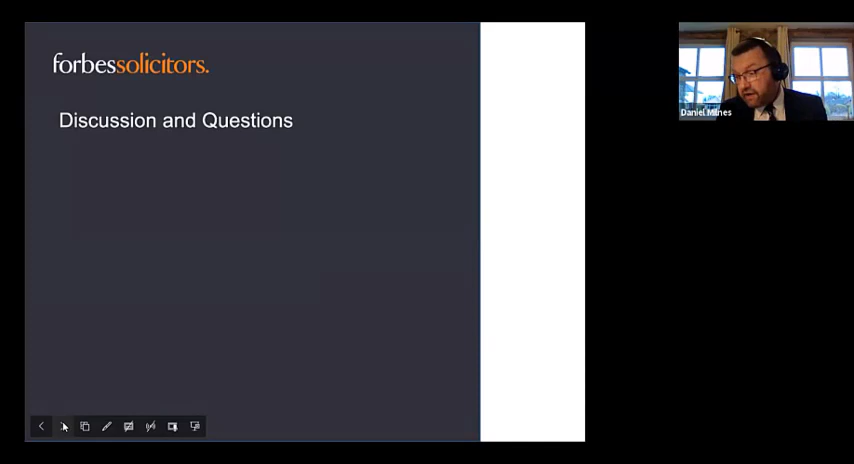 forbessolicitors.
Discussion and Questions
Daniel Milnes